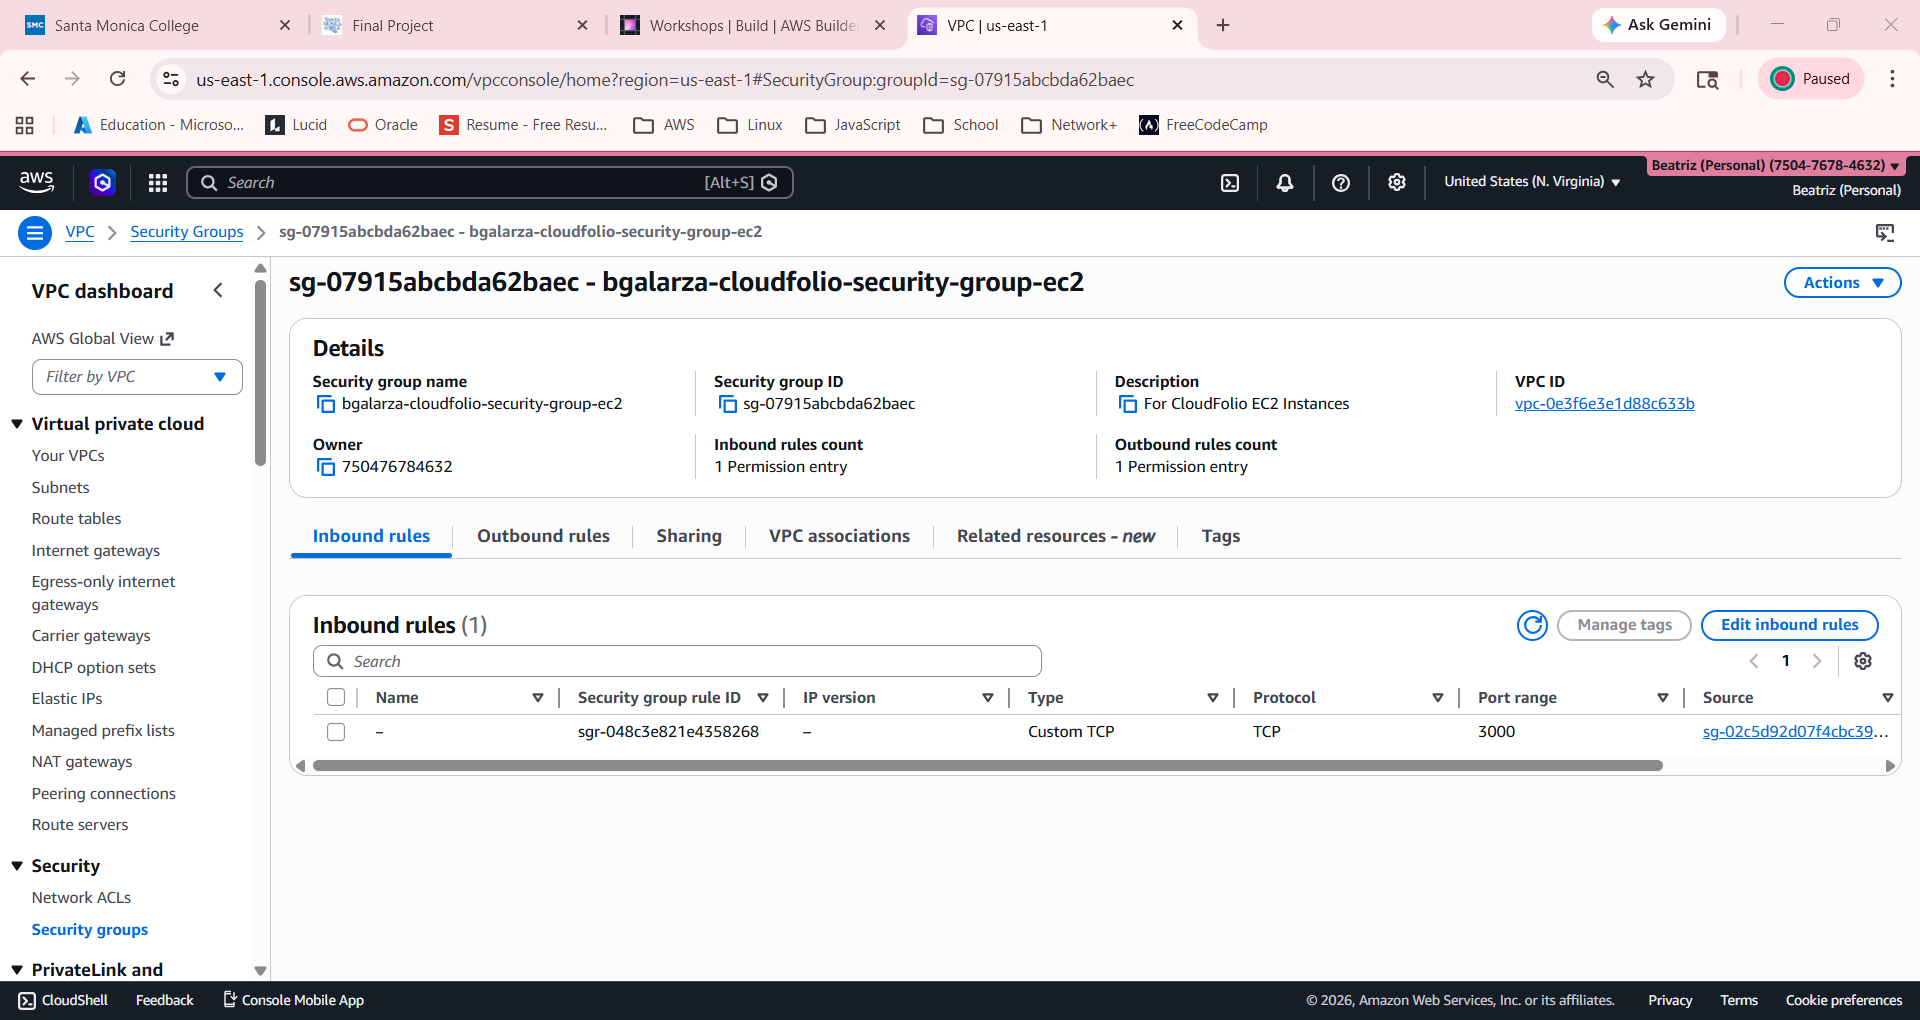 SMC Santa Monica College
Final Project
Workshops | Build | AWS Builde
VPC | us-east-1
Ask Gemini
us-east-1.console.aws.amazon.com/vpcconsole/home?region=us-east-1#SecurityGroup:groupId=sg-07915abcbda62baec
Paused
Education - Microso...
Lucid
Oracle
S Resume - Free Resu...
AWS
Linux
JavaScript
School
Network+
FreeCodeCamp
aws
Search
[Alt+S]
United States (N. Virginia)
Beatriz (Personal) (7504-7678-4632)
Beatriz (Personal)
VPC
Security Groups
sg-07915abcbda62baec - bgalarza-cloudfolio-security-group-ec2
VPC dashboard
AWS Global View
Filter by VPC
Virtual private cloud
Your VPCs
Subnets
Route tables
Internet gateways
Egress-only internet
gateways
Carrier gateways
DHCP option sets
Elastic IPs
Managed prefix lists
NAT gateways
Peering connections
Route servers
Security
Network ACLs
Security groups
PrivateLink and
sg-07915abcbda62baec - bgalarza-cloudfolio-security-group-ec2
Actions
Details
Security group name
bgalarza-cloudfolio-security-group-ec2
Security group ID
sg-07915abcbda62baec
Description
For CloudFolio EC2 Instances
VPC ID
vpc-0e3f6e3e1d88c633b
Owner
750476784632
Inbound rules count
1 Permission entry
Outbound rules count
1 Permission entry
Inbound rules
Outbound rules
Sharing
VPC associations
Related resources - new
Tags
Inbound rules (1)
Manage tags
Edit inbound rules
Search
1
Name
Security group rule ID
IP version
Type
Protocol
Port range
Source
–
sgr-048c3e821e4358268
–
Custom TCP
TCP
3000
sg-02c5d92d07f4cbc39...
CloudShell
Feedback
Console Mobile App
© 2026, Amazon Web Services, Inc. or its affiliates.
Privacy
Terms
Cookie preferences